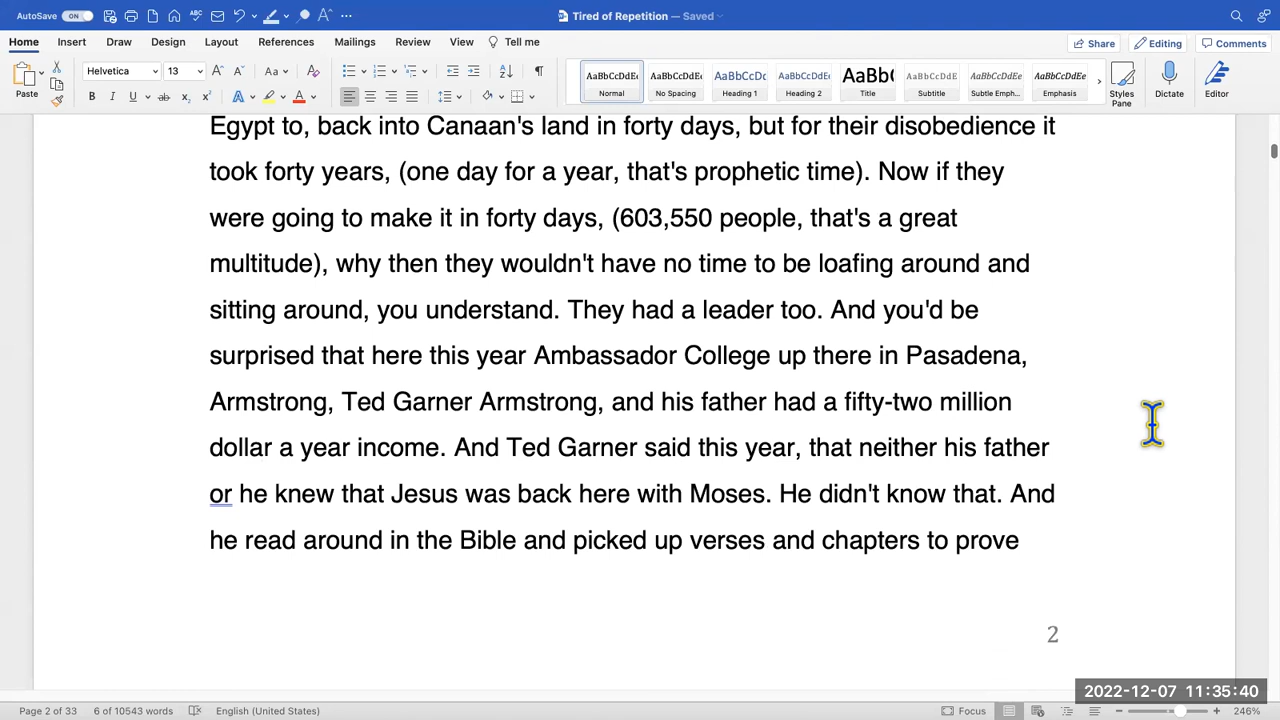 AutoSave ON
Tired of Repetition — Saved
Home Insert Draw Design Layout References Mailings Review View Tell me
Share Editing Comments
Paste
Helvetica 13
AaBbCcDdEe AaBbCcDdEe AaBbCcDc AaBbCcDdEe AaBb( AaBbCcDdE AaBbCcDdEe AaBbCcDdEe
Normal No Spacing Heading 1 Heading 2 Title Subtitle Subtle Emph... Emphasis
Styles Pane
Dictate
Editor
Egypt to, back into Canaan's land in forty days, but for their disobedience it
took forty years, (one day for a year, that's prophetic time). Now if they
were going to make it in forty days, (603,550 people, that's a great
multitude), why then they wouldn't have no time to be loafing around and
sitting around, you understand. They had a leader too. And you'd be
surprised that here this year Ambassador College up there in Pasadena,
Armstrong, Ted Garner Armstrong, and his father had a fifty-two million
dollar a year income. And Ted Garner said this year, that neither his father
or he knew that Jesus was back here with Moses. He didn't know that. And
he read around in the Bible and picked up verses and chapters to prove
2
2022-12-07 11:35:40
Page 2 of 33 6 of 10543 words English (United States) Focus 246%